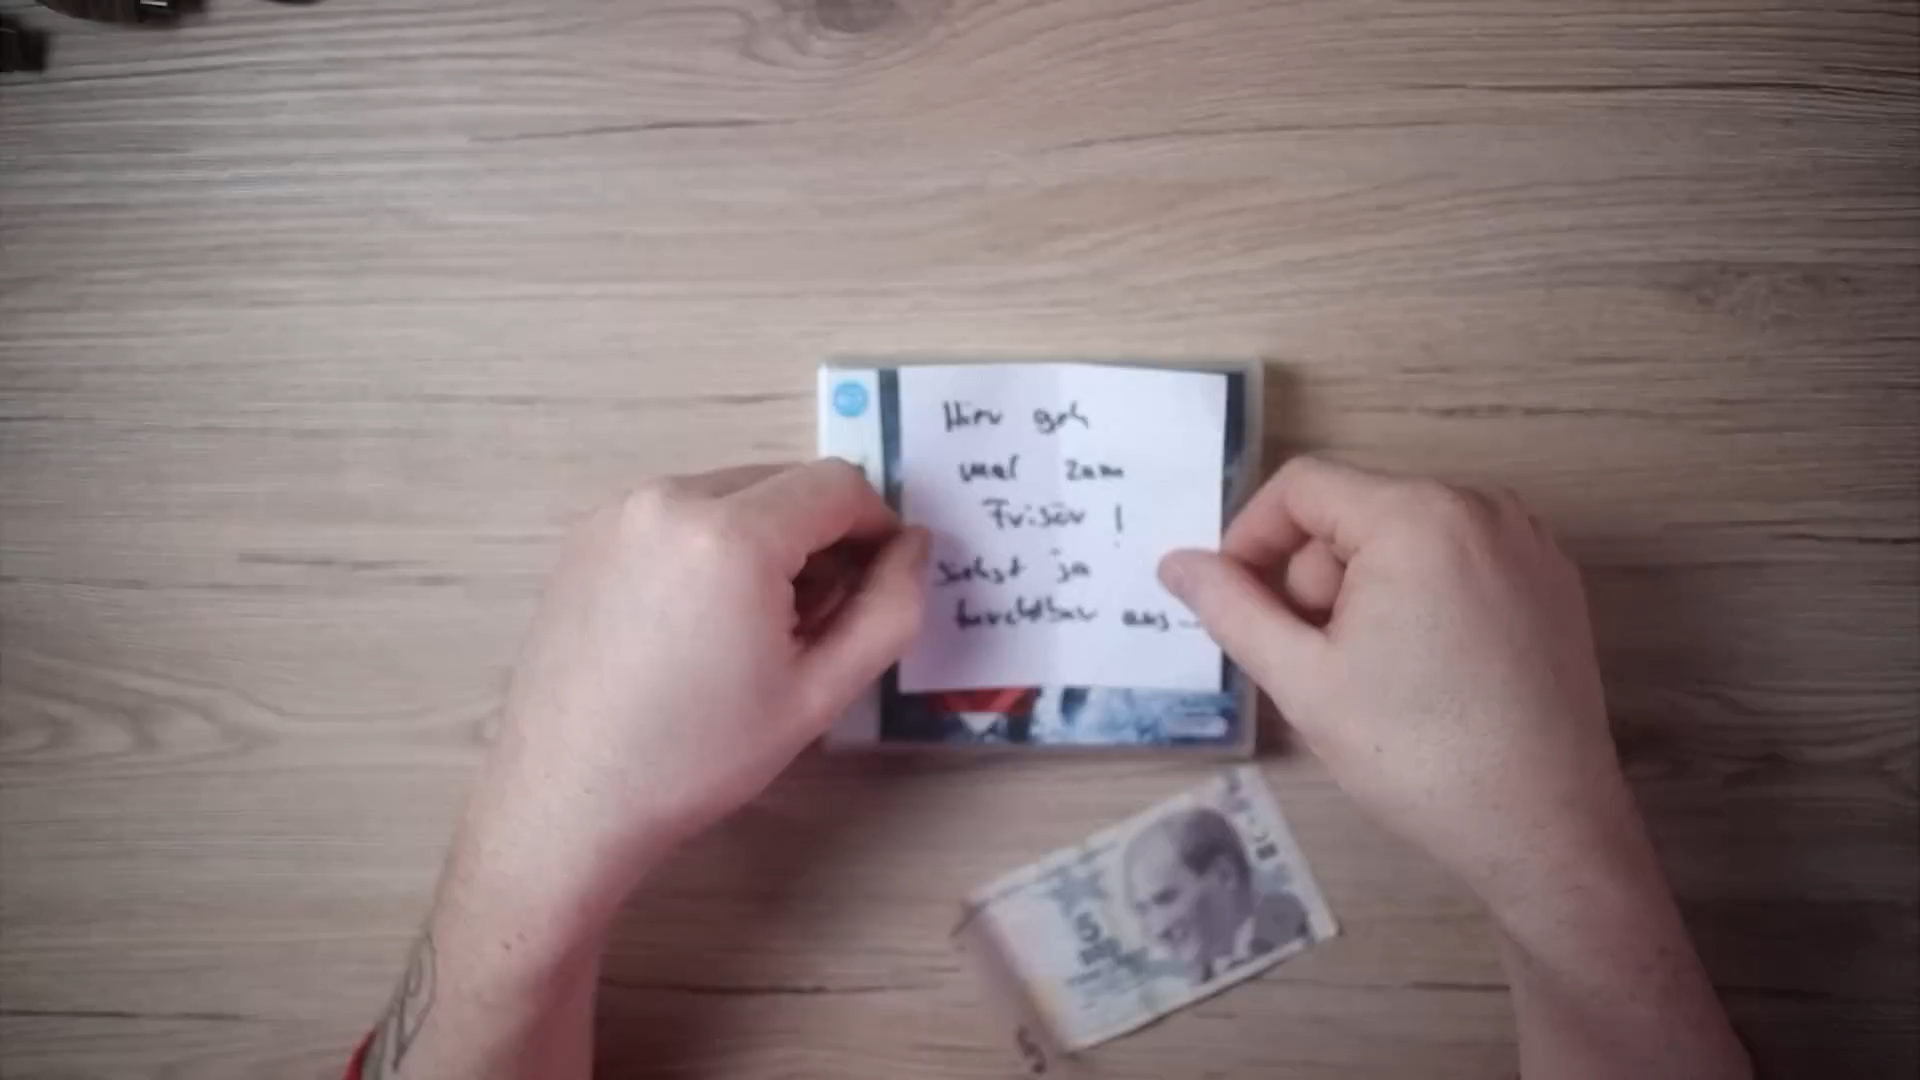 Hier geh
mal zum
Frisör!
Siehst ja
furchtbar aus...